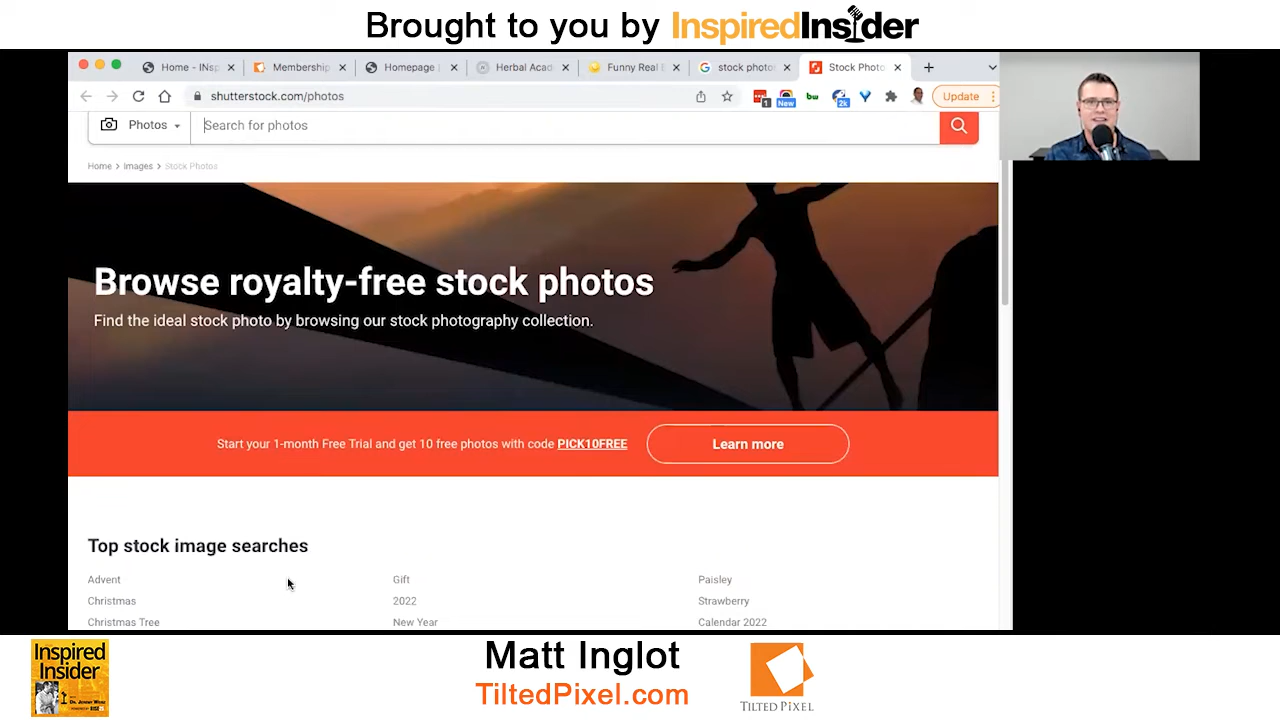 Brought to you by InspiredInsider
Home - INsp
Membership
Homepage
Herbal Acad
Funny Real E
stock photo
Stock Photo
shutterstock.com/photos
1
New
bw
2k
Update
Photos
Search for photos
Home > Images > Stock Photos
Browse royalty-free stock photos
Find the ideal stock photo by browsing our stock photography collection.
Start your 1-month Free Trial and get 10 free photos with code PICK10FREE
Learn more
Top stock image searches
Advent
Gift
Paisley
Christmas
2022
Strawberry
Christmas Tree
New Year
Calendar 2022
Inspired
Insider
Matt Inglot
TiltedPixel.com
TILTED PIXEL